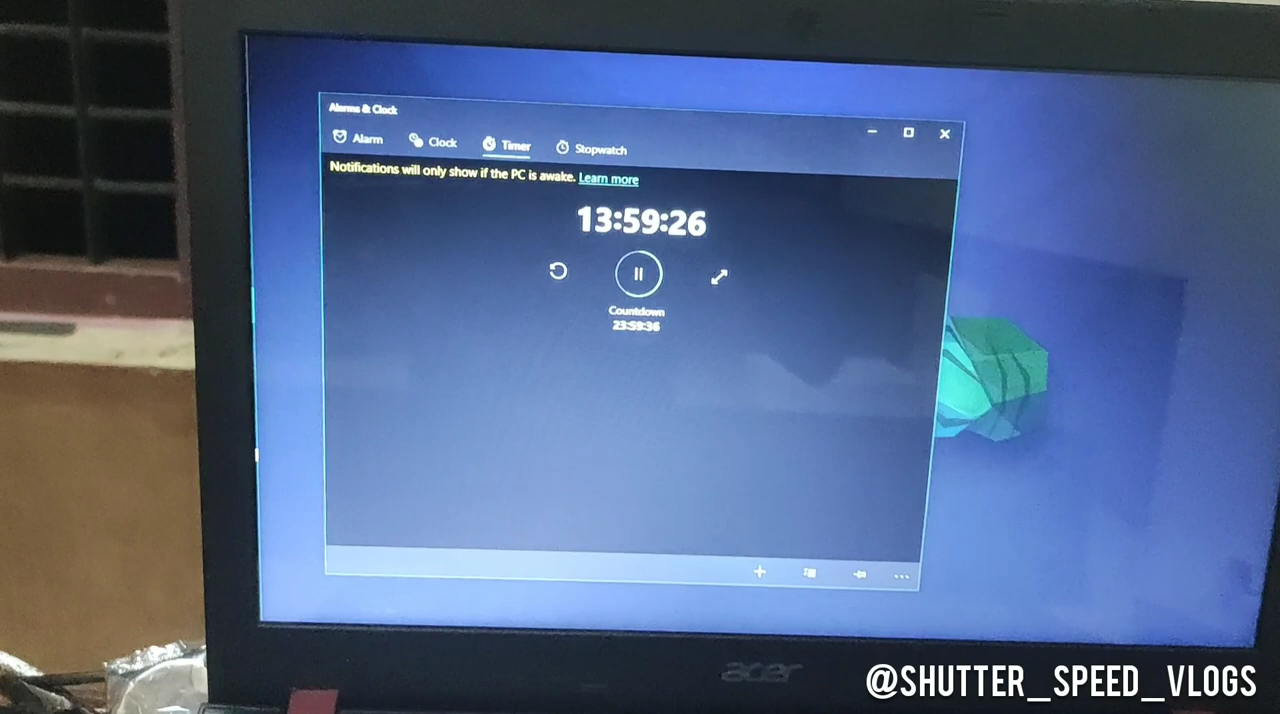 Alarms & Clock
Alarm Clock Timer Stopwatch
Notifications will only show if the PC is awake. Learn more
13:59:26
Countdown
23:59:36
acer
@SHUTTER_SPEED_VLOGS